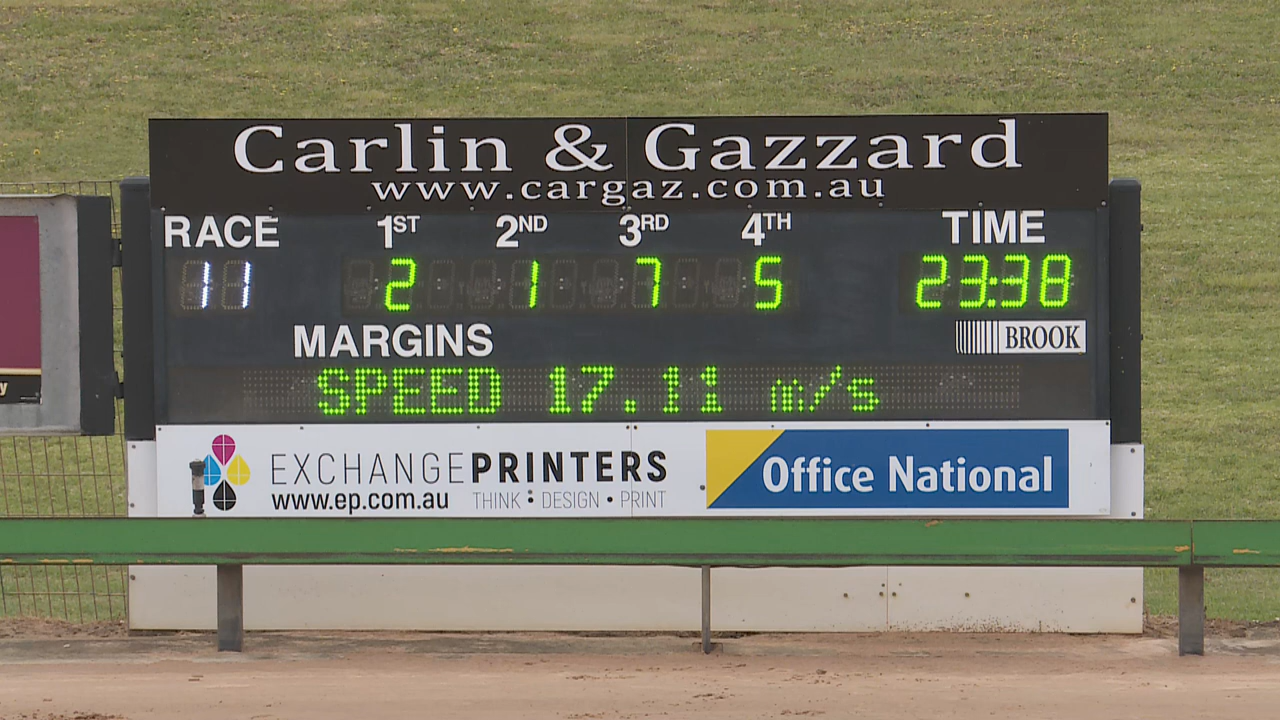 Carlin & Gazzard
www.cargaz.com.au
RACE 1ST 2ND 3RD 4TH TIME
11 2 1 7 5 23:38
MARGINS BROOK
SPEED 17.11 m/s
EXCHANGEPRINTERS Office National
www.ep.com.au THINK • DESIGN • PRINT
y